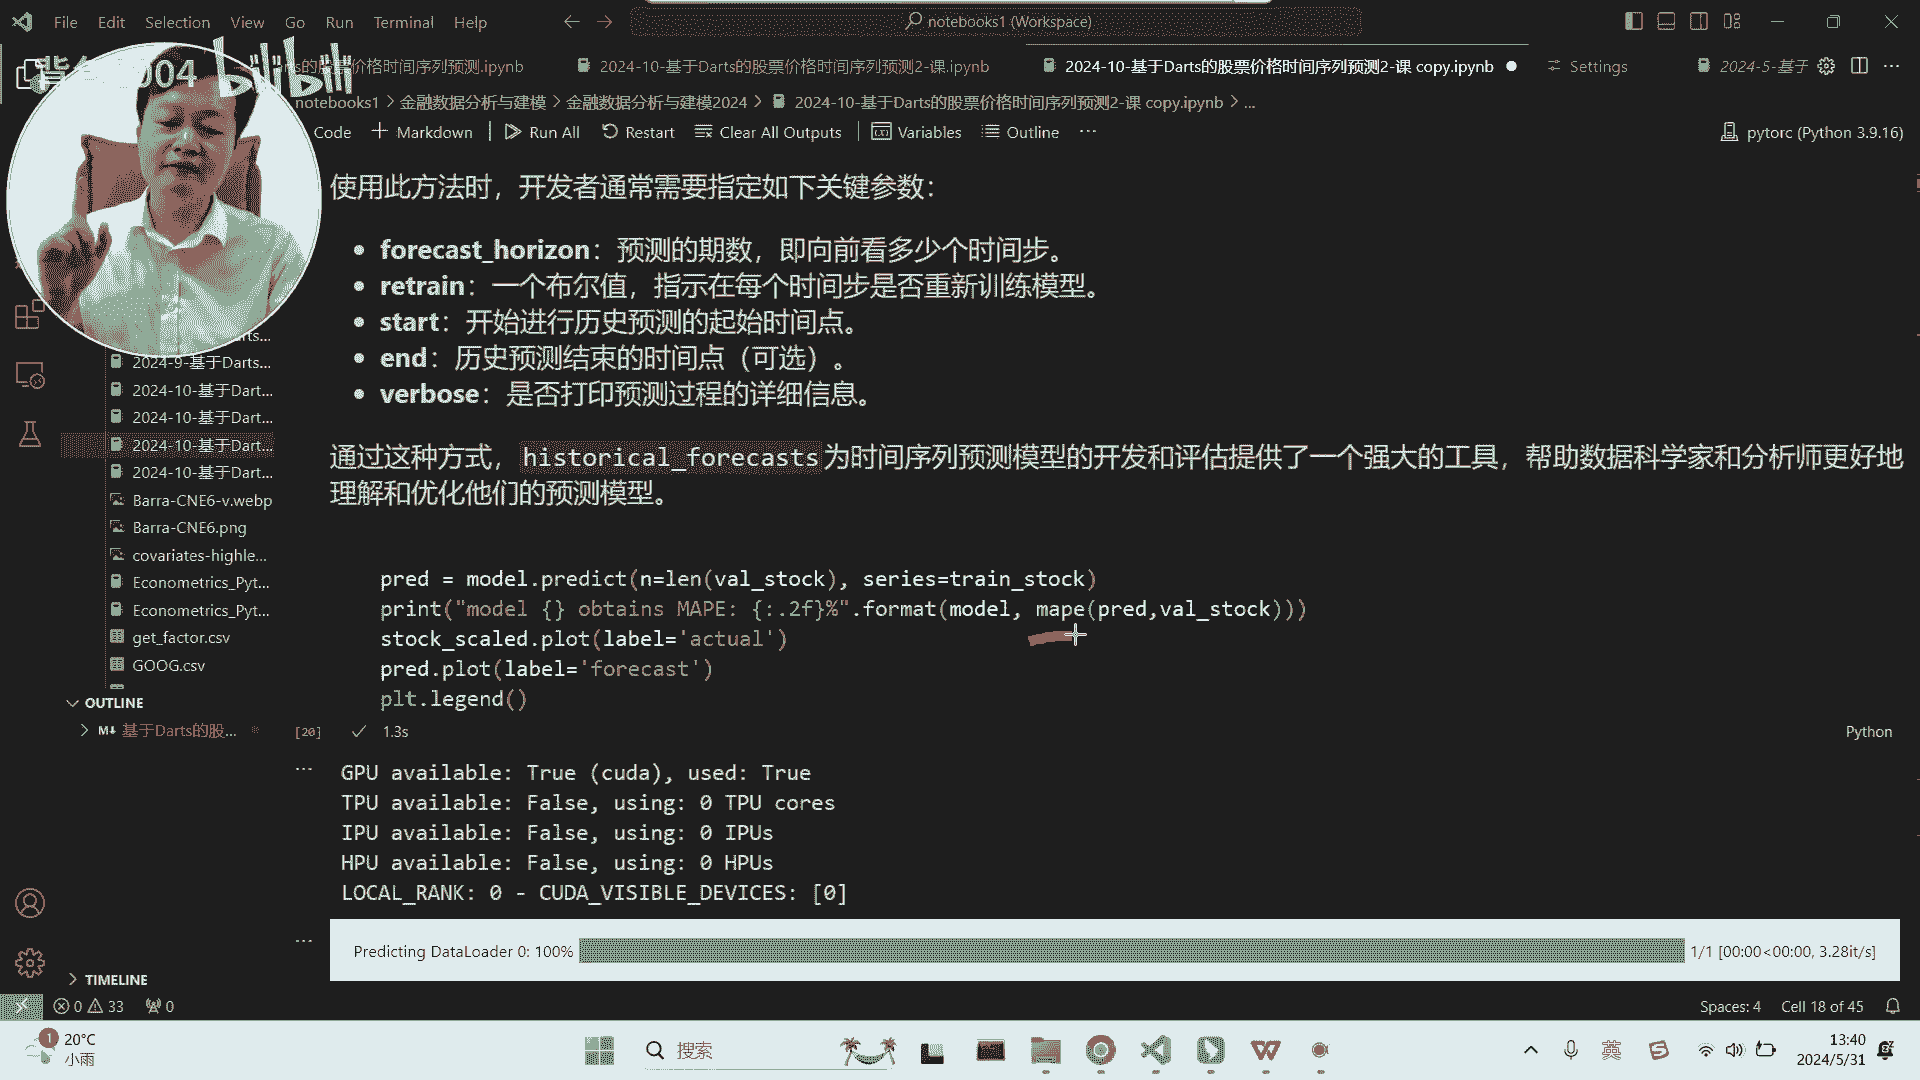 File Edit Selection View Go Run Terminal Help
notebooks1 (Workspace)
004 bilibili
的股票价格时间序列预测.ipynb
2024-10-基于Darts的股票价格时间序列预测2-课.ipynb
2024-10-基于Darts的股票价格时间序列预测2-课 copy.ipynb
Settings
2024-5-基于
notebooks1 > 金融数据分析与建模 > 金融数据分析与建模2024 > 2024-10-基于Darts的股票价格时间序列预测2-课 copy.ipynb > ...
Code + Markdown Run All Restart Clear All Outputs Variables Outline ...
pytorc (Python 3.9.16)
使用此方法时，开发者通常需要指定如下关键参数：
• forecast_horizon：预测的期数，即向前看多少个时间步。
• retrain：一个布尔值，指示在每个时间步是否重新训练模型。
• start：开始进行历史预测的起始时间点。
• end：历史预测结束的时间点（可选）。
• verbose：是否打印预测过程的详细信息。
通过这种方式，historical_forecasts为时间序列预测模型的开发和评估提供了一个强大的工具，帮助数据科学家和分析师更好地
理解和优化他们的预测模型。
2024-9-基于Darts...
2024-10-基于Dart...
2024-10-基于Dart...
2024-10-基于Dart...
2024-10-基于Dart...
Barra-CNE6-v.webp
Barra-CNE6.png
covariates-highle...
Econometrics_Pyt...
Econometrics_Pyt...
get_factor.csv
GOOG.csv
OUTLINE
M↓ 基于Darts的股...
TIMELINE
pred = model.predict(n=len(val_stock), series=train_stock)
print("model {} obtains MAPE: {:.2f}%".format(model, mape(pred,val_stock)))
stock_scaled.plot(label='actual')
pred.plot(label='forecast')
plt.legend()
[20] ✓ 1.3s
Python
GPU available: True (cuda), used: True
TPU available: False, using: 0 TPU cores
IPU available: False, using: 0 IPUs
HPU available: False, using: 0 HPUs
LOCAL_RANK: 0 - CUDA_VISIBLE_DEVICES: [0]
Predicting DataLoader 0: 100% 1/1 [00:00<00:00, 3.28it/s]
0 33 0
Spaces: 4 Cell 18 of 45
1
20°C
小雨
搜索
英
13:40
2024/5/31